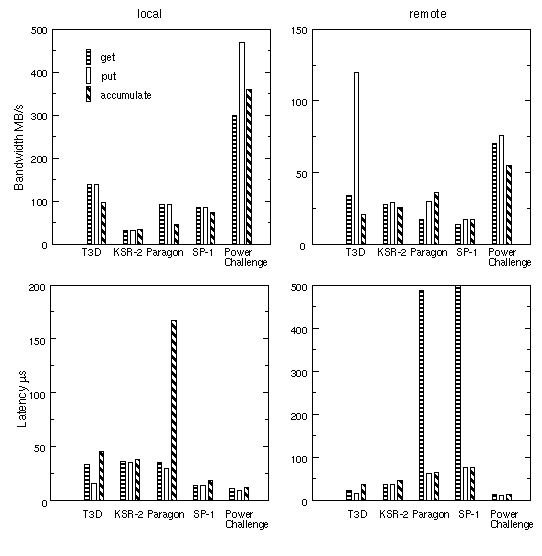 local
remote
500
400
300
200
100
0
Bandwidth MB/s
get
put
accumulate
T3D KSR-2 Paragon SP-1 Power
Challenge
150
100
50
0
T3D KSR-2 Paragon SP-1 Power
Challenge
200
150
100
50
0
Latency µs
T3D KSR-2 Paragon SP-1 Power
Challenge
500
400
300
200
100
0
T3D KSR-2 Paragon SP-1 Power
Challenge